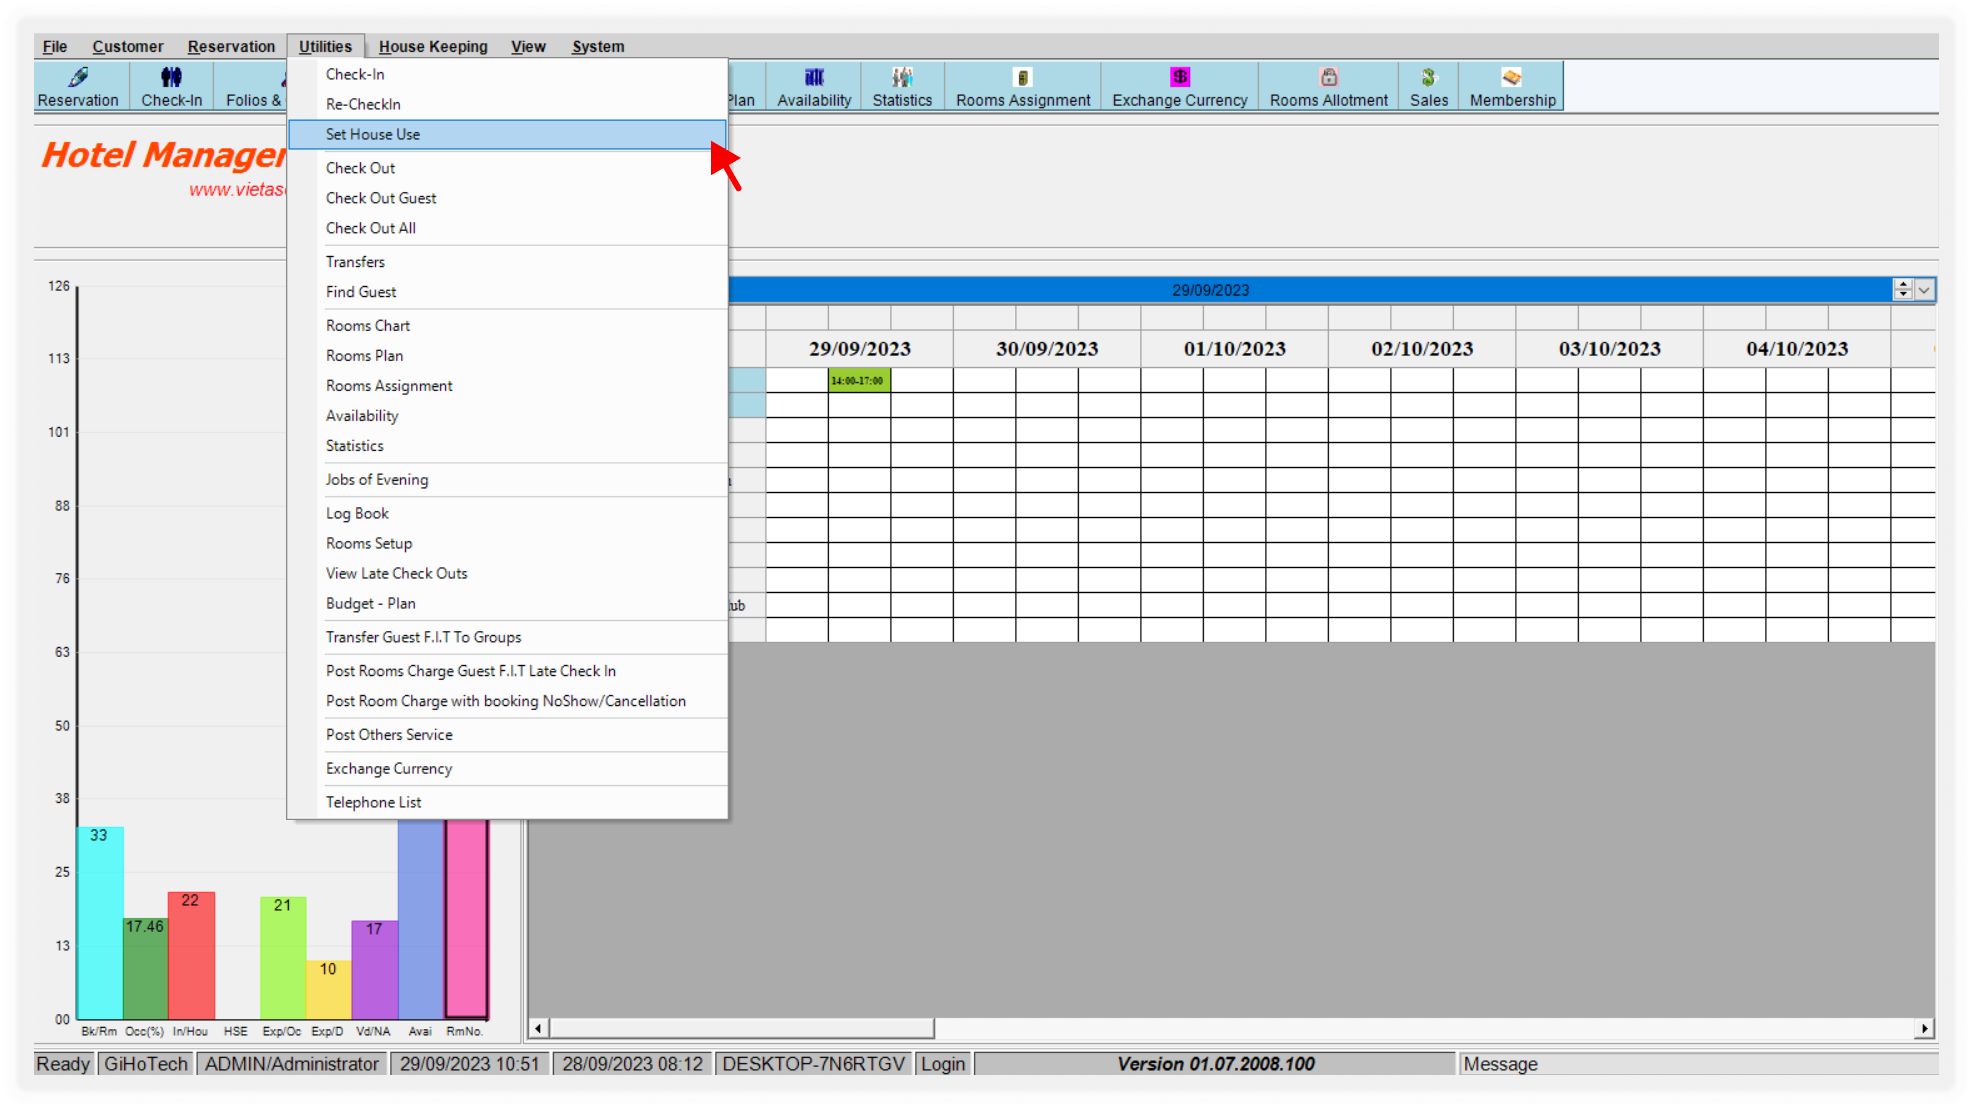 File Customer Reservation Utilities House Keeping View System
Reservation Check-In Folios & Plan Availability Statistics Rooms Assignment Exchange Currency Rooms Allotment Sales Membership
Check-In
Re-CheckIn
Set House Use
Check Out
Check Out Guest
Check Out All
Transfers
Find Guest
Rooms Chart
Rooms Plan
Rooms Assignment
Availability
Statistics
Jobs of Evening
Log Book
Rooms Setup
View Late Check Outs
Budget - Plan
Transfer Guest F.I.T To Groups
Post Rooms Charge Guest F.I.T Late Check In
Post Room Charge with booking NoShow/Cancellation
Post Others Service
Exchange Currency
Telephone List
Hotel
www.vietas
29/09/2023
29/09/2023 30/09/2023 01/10/2023 02/10/2023 03/10/2023 04/10/2023
14:00-17:00
126
113
101
88
76
63
50
38
25
13
00
33
17.46
22
21
10
17
Bk/Rm Occ(%) In/Hou HSE Exp/Oc Exp/D Vd/NA Avai RmNo.
Ready GiHoTech ADMIN/Administrator 29/09/2023 10:51 28/09/2023 08:12 DESKTOP-7N6RTGV Login Version 01.07.2008.100 Message